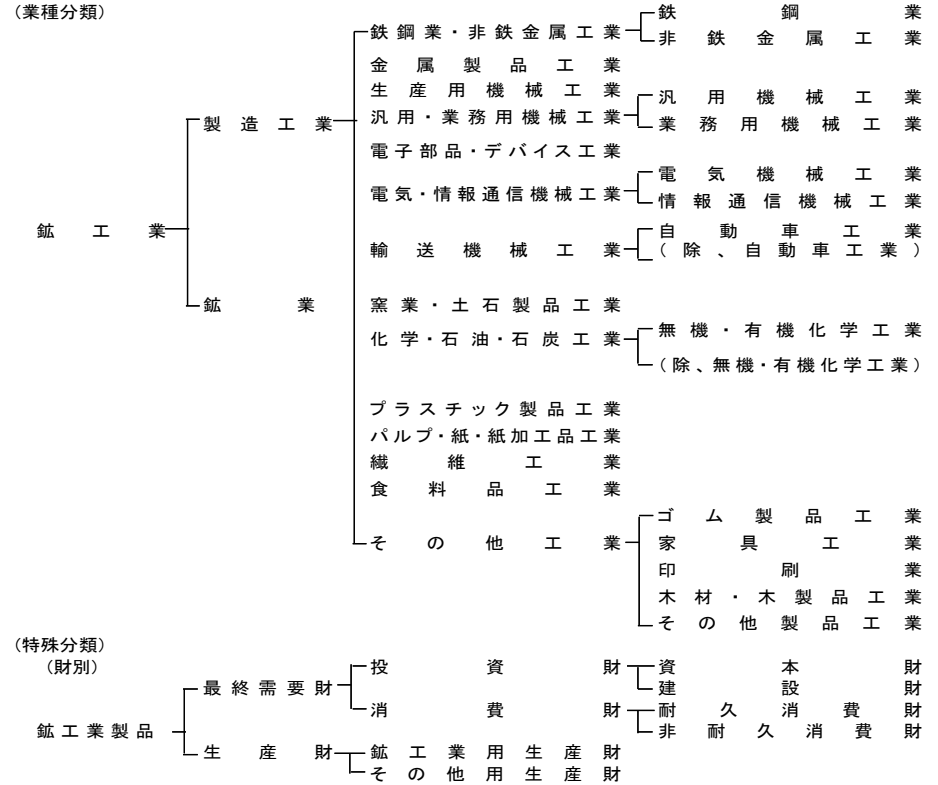 (業種分類)
鉄鋼業
鉄鋼業・非鉄金属工業
非鉄金属工業
金属製品工業
生産用機械工業
汎用機械工業
製造工業
汎用・業務用機械工業
業務用機械工業
電子部品・デバイス工業
電気機械工業
電気・情報通信機械工業
情報通信機械工業
鉱工業
自動車工業
輸送機械工業
(除、自動車工業)
鉱業
窯業・土石製品工業
無機・有機化学工業
化学・石油・石炭工業
(除、無機・有機化学工業)
プラスチック製品工業
パルプ・紙・紙加工品工業
繊維工業
食料品工業
ゴム製品工業
その他工業
家具工業
印刷業
木材・木製品工業
その他製品工業
(特殊分類)
(財別)
投資財
資本財
最終需要財
建設財
消費財
耐久消費財
鉱工業製品
非耐久消費財
生産財
鉱工業用生産財
その他用生産財